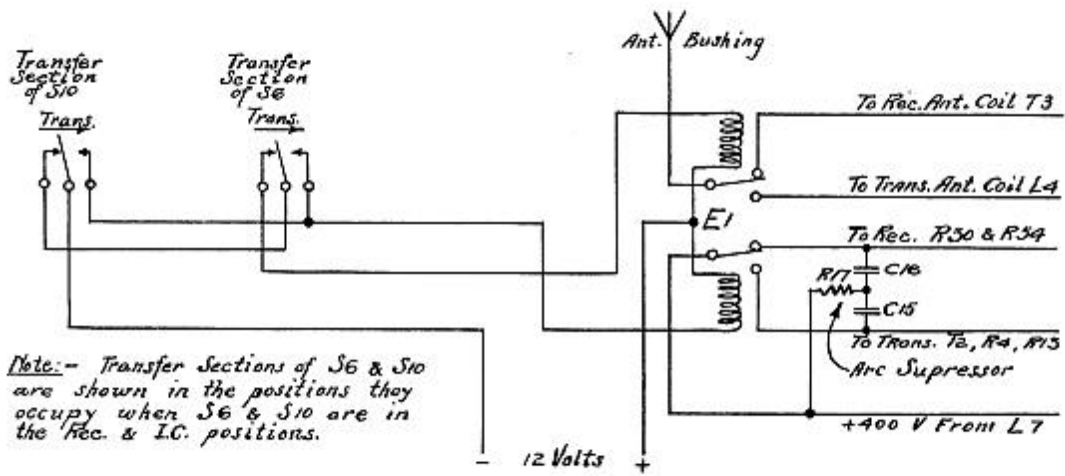 Ant. Bushing
Transfer
Section
of S10
Trans.
Transfer
Section
of S6
Trans.
To Rec. Ant. Coil T3
To Trans. Ant. Coil L4
E1
To Rec. R30 & R34
R17
C16
C15
To Trans. T2, R4, R13
Arc Supressor
+400 V From L7
Note:- Transfer Sections of S6 & S10
are shown in the positions they
occupy when S6 & S10 are in
the Rec. & I.C. positions.
- 12 Volts +